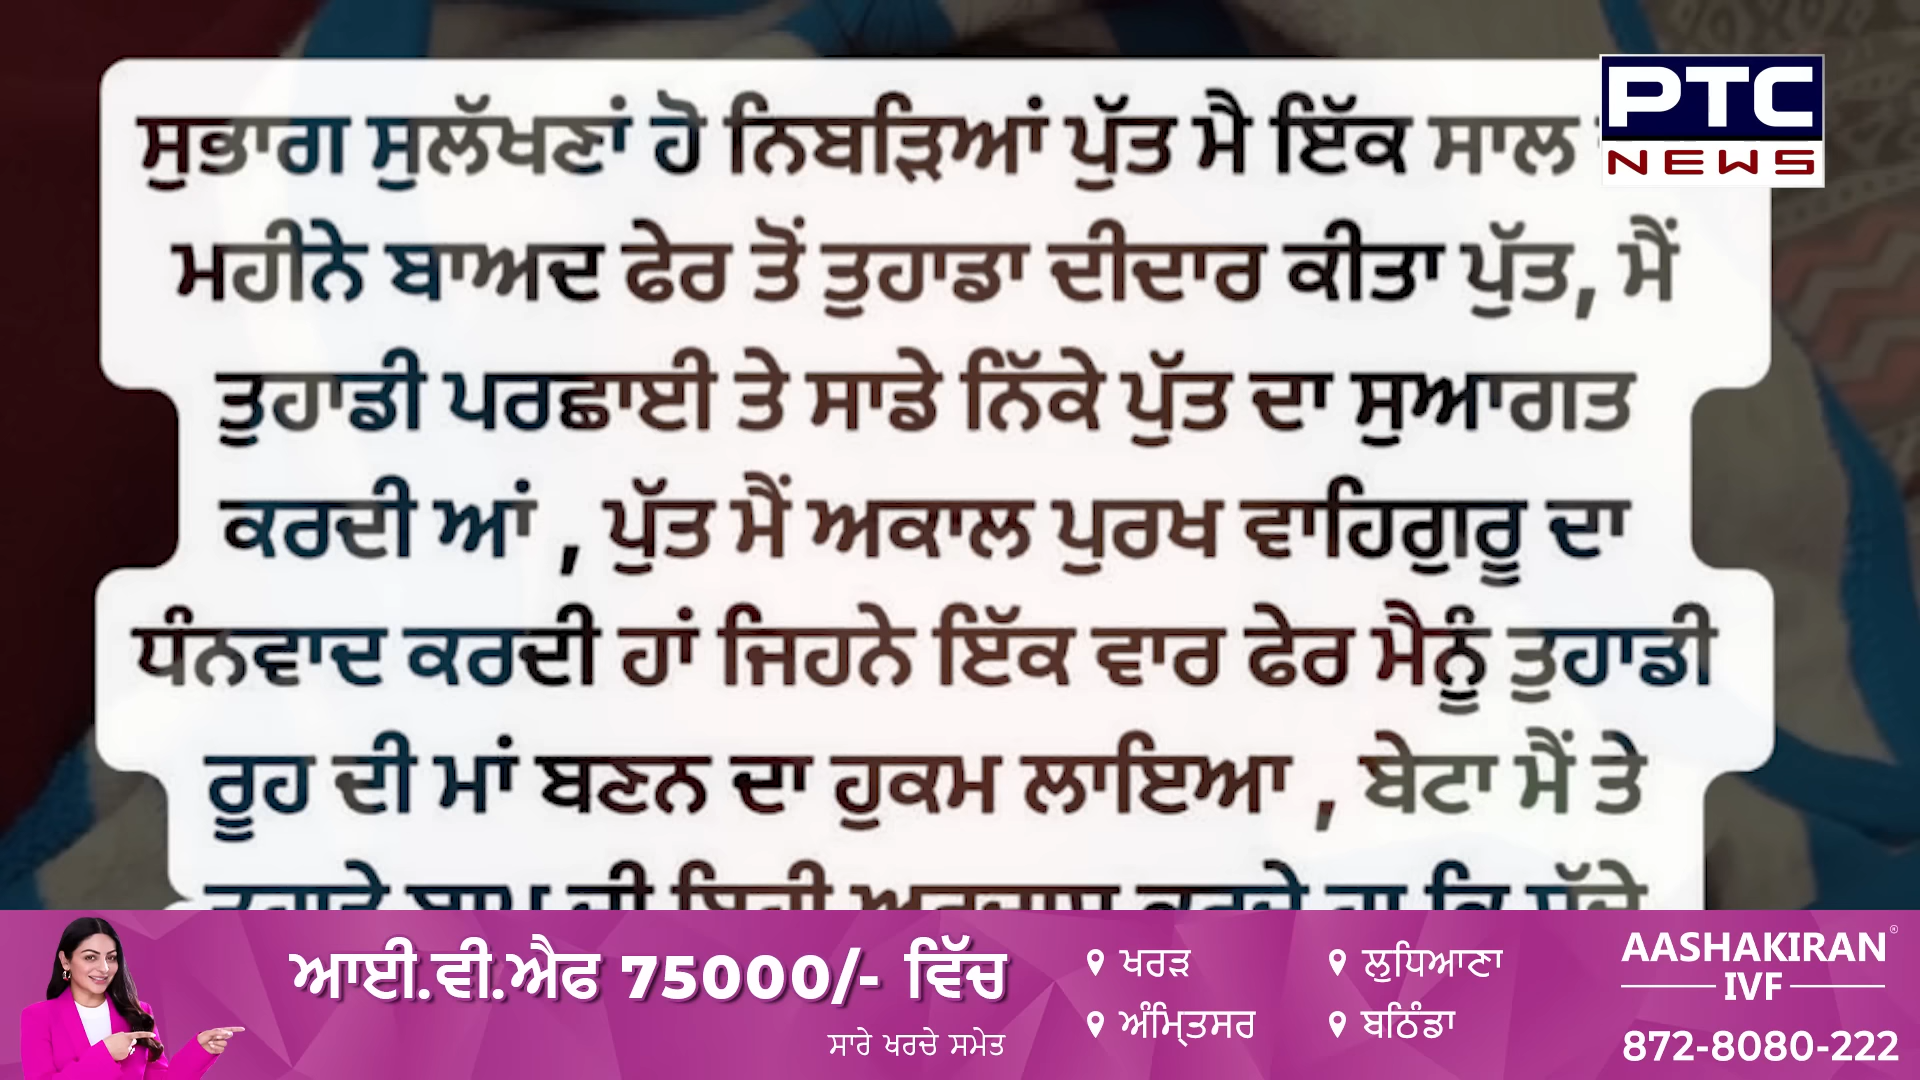 ਸੁਭਾਗ ਸੁਲੱਖਣਾਂ ਹੋ ਨਿਬੜਿਆਂ ਪੁੱਤ ਮੈ ਇੱਕ ਸਾਲ
PTC
NEWS
ਮਹੀਨੇ ਬਾਅਦ ਫੇਰ ਤੋਂ ਤੁਹਾਡਾ ਦੀਦਾਰ ਕੀਤਾ ਪੁੱਤ, ਮੈਂ
ਤੁਹਾਡੀ ਪਰਛਾਈ ਤੇ ਸਾਡੇ ਨਿੱਕੇ ਪੁੱਤ ਦਾ ਸੁਆਗਤ
ਕਰਦੀ ਆਂ , ਪੁੱਤ ਮੈਂ ਅਕਾਲ ਪੁਰਖ ਵਾਹਿਗੁਰੂ ਦਾ
ਧੰਨਵਾਦ ਕਰਦੀ ਹਾਂ ਜਿਹਨੇ ਇੱਕ ਵਾਰ ਫੇਰ ਮੈਨੂੰ ਤੁਹਾਡੀ
ਰੂਹ ਦੀ ਮਾਂ ਬਣਨ ਦਾ ਹੁਕਮ ਲਾਇਆ , ਬੇਟਾ ਮੈਂ ਤੇ
ਆਈ.ਵੀ.ਐਫ 75000/- ਵਿੱਚ
ਸਾਰੇ ਖਰਚੇ ਸਮੇਤ
ਖਰੜ
ਲੁਧਿਆਣਾ
ਅੰਮ੍ਰਿਤਸਰ
ਬਠਿੰਡਾ
AASHAKIRAN®
IVF
872-8080-222